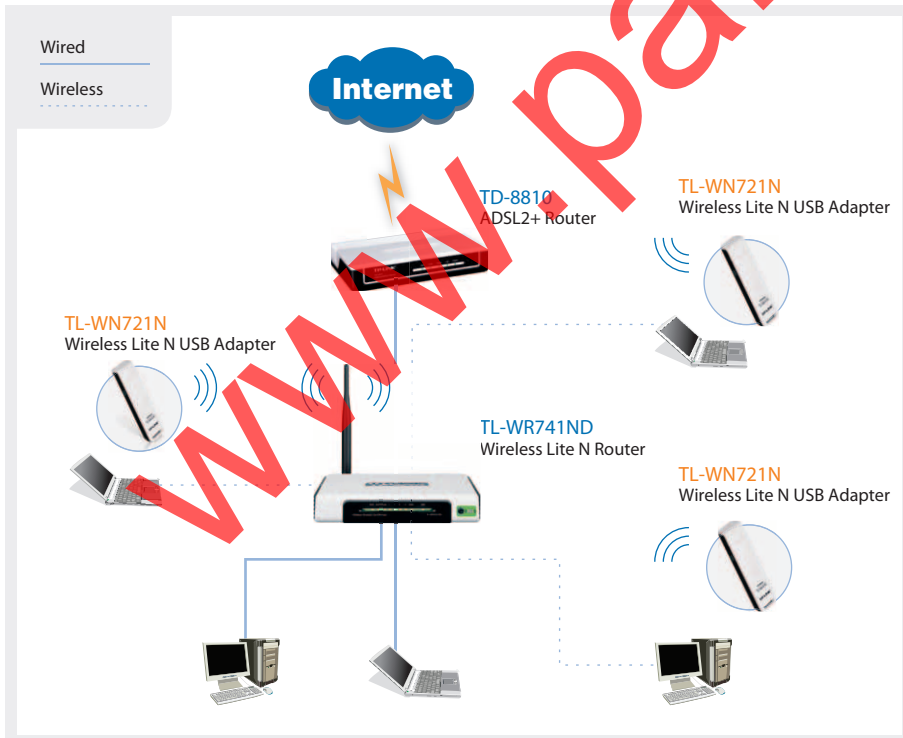 Wired
Wireless
Internet
TD-8810
ADSL2+ Router
TL-WN721N
Wireless Lite N USB Adapter
TL-WN721N
Wireless Lite N USB Adapter
TL-WR741ND
Wireless Lite N Router
TL-WN721N
Wireless Lite N USB Adapter
www.pa